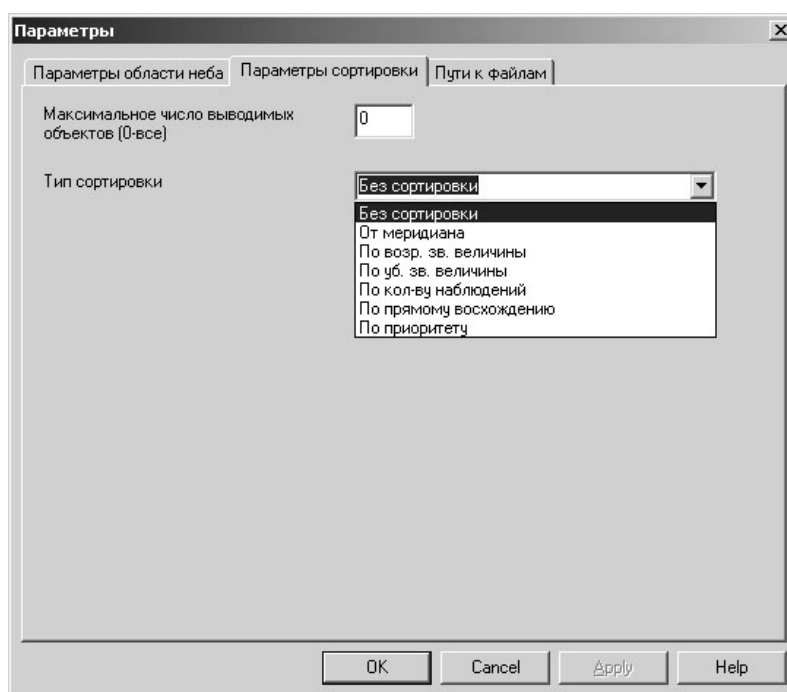 Параметры
Параметры области неба Параметры сортировки Пути к файлам
Максимальное число выводимых
объектов (0-все)
0
Тип сортировки
Без сортировки
Без сортировки
От меридиана
По возр. зв. величины
По уб. зв. величины
По кол-ву наблюдений
По прямому восхождению
По приоритету
OK Cancel Apply Help